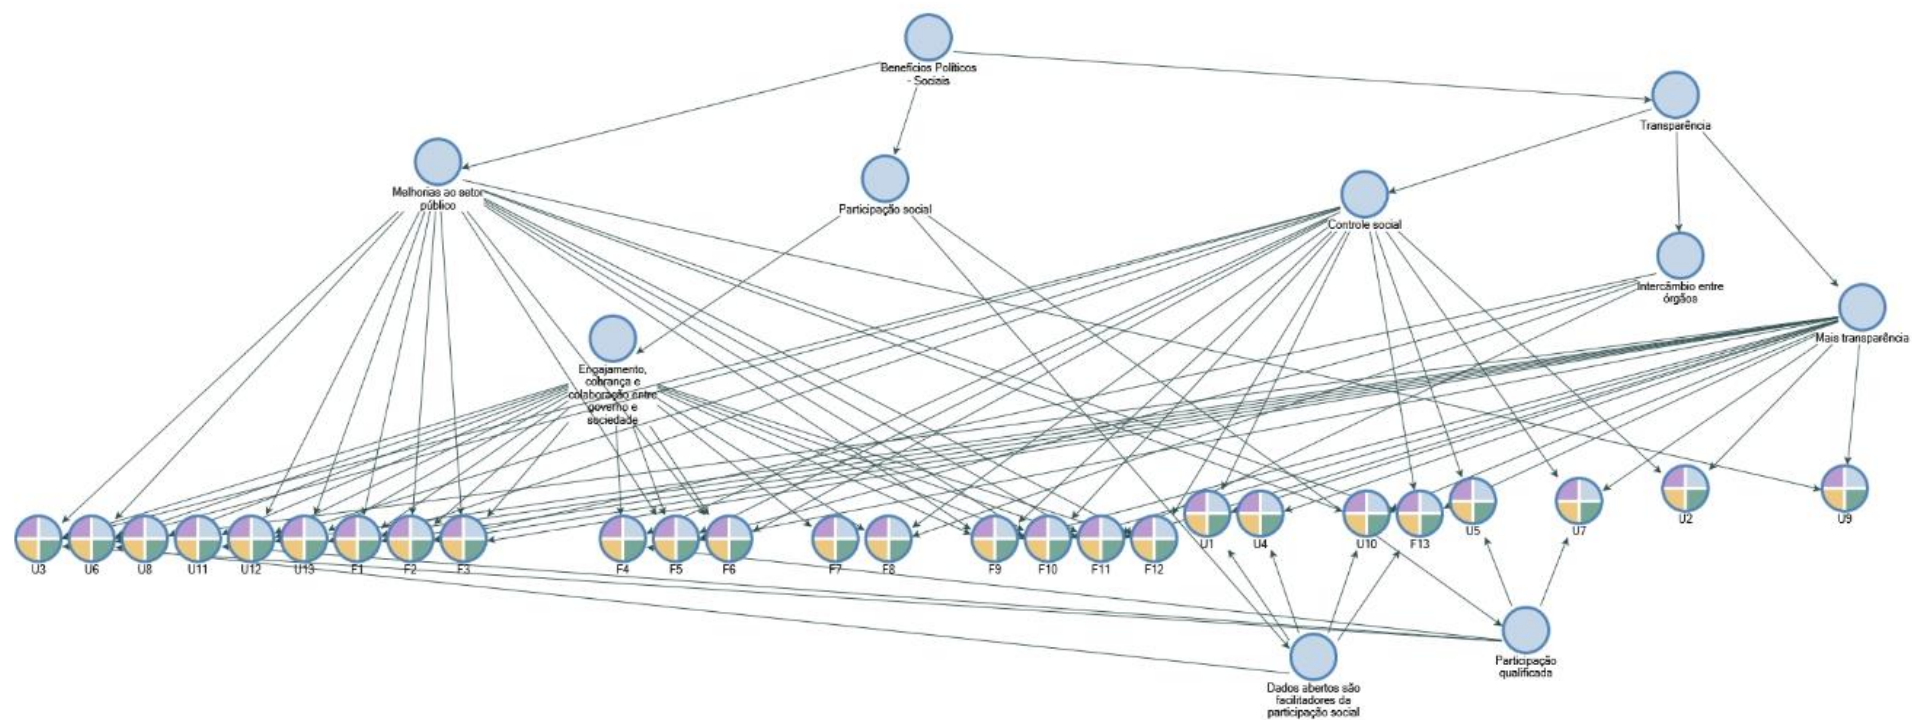 Benefícios Políticos
- Sociais
Transparência
Melhorias ao setor
público
Participação social
Controle social
Intercâmbio entre
órgãos
Mais transparência
Engajamento,
cobrança e
colaboração entre
governo e
sociedade
U3
U6
U8
U11
U12
U13
F1
F2
F3
F4
F5
F6
F7
F8
F9
F10
F11
F12
U1
U4
U10
F13
U5
U7
U2
U9
Participação
qualificada
Dados abertos são
facilitadores da
participação social